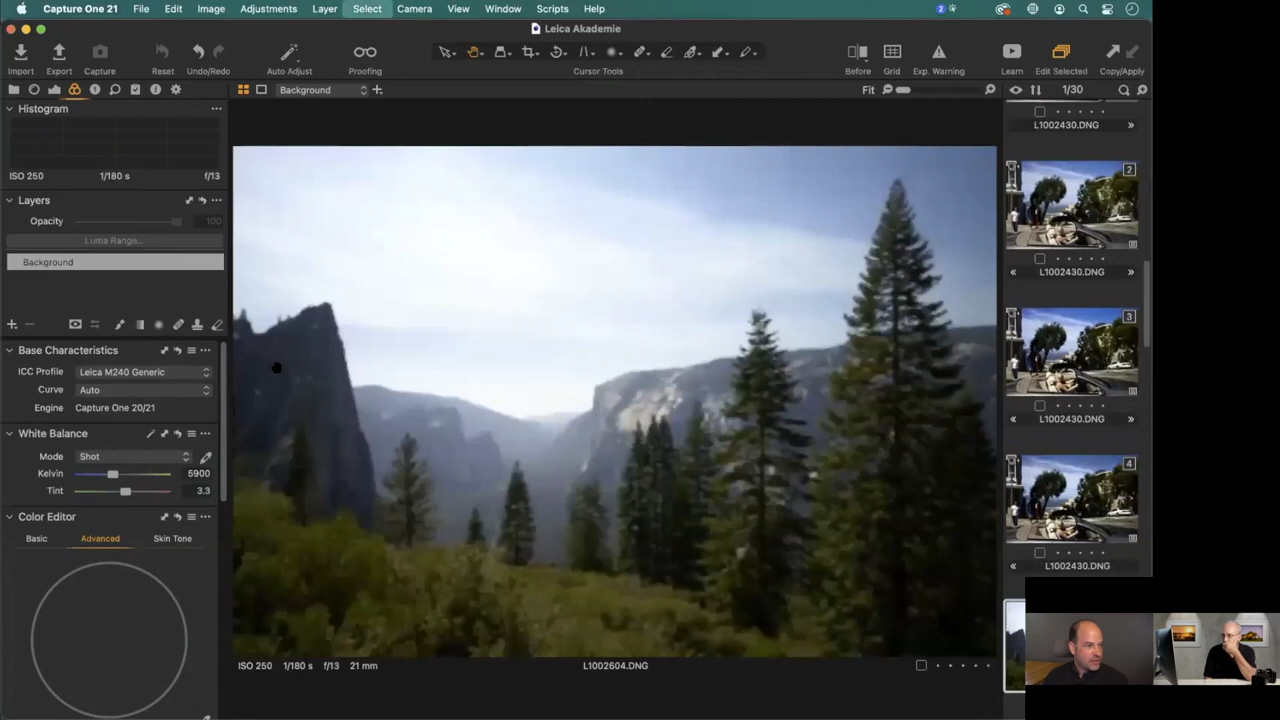 Capture One 21 File Edit Image Adjustments Layer Select Camera View Window Scripts Help 2
Leica Akademie
Import Export Capture Reset Undo/Redo Auto Adjust Proofing Cursor Tools Before Grid Exp. Warning Learn Edit Selected Copy/Apply
Background Fit 1/30
Histogram
ISO 250 1/180 s f/13
Layers
Opacity 100
Luma Range...
Background
Base Characteristics
ICC Profile Leica M240 Generic
Curve Auto
Engine Capture One 20/21
White Balance
Mode Shot
Kelvin 5900
Tint 3.3
Color Editor
Basic Advanced Skin Tone
ISO 250 1/180 s f/13 21 mm L1002604.DNG
L1002430.DNG
2
L1002430.DNG
3
L1002430.DNG
4
L1002430.DNG